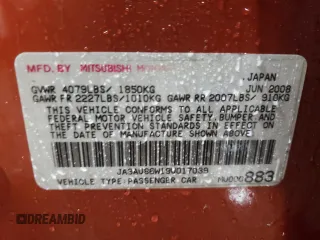 MFD. BY MITSUBISHI MOTORS
JAPAN
GVWR 4079LBS/ 1850KG JUN 2008
GAWR FR 2227LBS/1010KG GAWR RR 2007LBS/ 910KG
THIS VEHICLE CONFORMS TO ALL APPLICABLE
FEDERAL MOTOR VEHICLE SAFETY, BUMPER,
AND THEFT PREVENTION STANDARDS IN EFFECT
ON THE DATE OF MANUFACTURE SHOWN ABOVE.
VEHICLE TYPE: PASSENGER CAR
883
DREAMBID